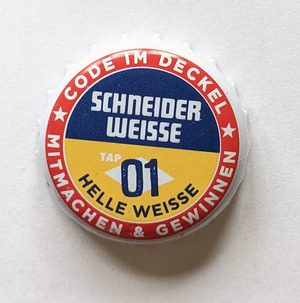 CODE IM DECKEL
SCHNEIDER
WEISSE
TAP
01
HELLE WEISSE
MITMACHEN & GEWINNEN